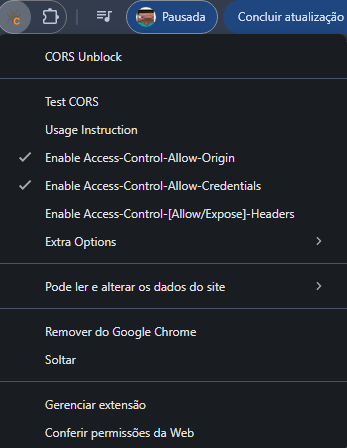 Pausada
Concluir atualização
CORS Unblock
Test CORS
Usage Instruction
Enable Access-Control-Allow-Origin
Enable Access-Control-Allow-Credentials
Enable Access-Control-[Allow/Expose]-Headers
Extra Options
Pode ler e alterar os dados do site
Remover do Google Chrome
Soltar
Gerenciar extensão
Conferir permissões da Web